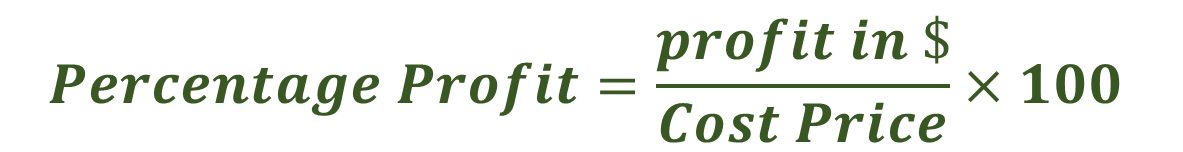 Percentage Profit = profit in $ / Cost Price × 100